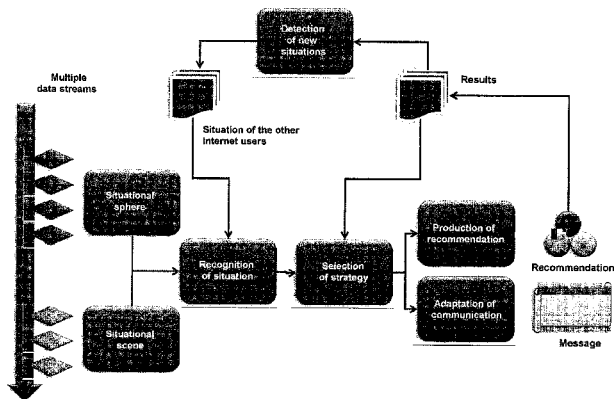 Detection
of new
situations
Multiple
data streams
Results
Situation of the other
Internet users
Situational
sphere
Production of
recommendation
Recognition
of situation
Selection
of strategy
Recommendation
Adaptation of
communication
Situational
scene
Message